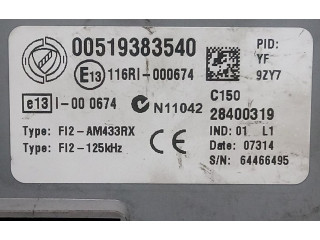 00519383540
PID:
YF
9ZY7
E13 116RI-000674
e13 I-00 0674
N11042
C150
28400319
Type: FI2-AM433RX
IND: 01 L1
Date: 07314
Type: FI2-125kHz
CE
S/N: 64466495